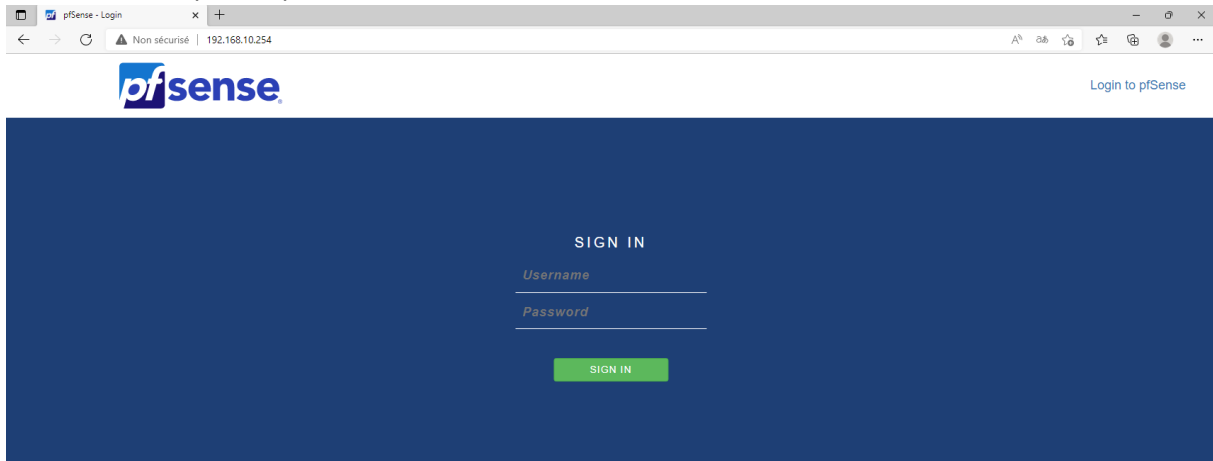 pfSense - Login
Non sécurisé | 192.168.10.254
pfsense
Login to pfSense
SIGN IN
Username
Password
SIGN IN